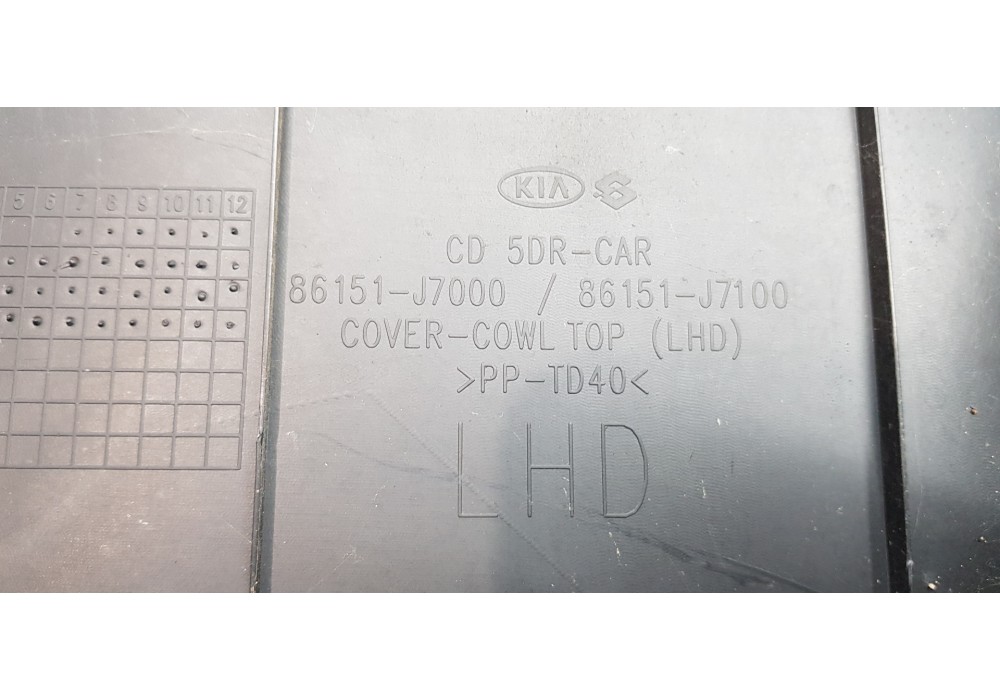 KIA
CD 5DR-CAR
86151-J7000 / 86151-J7100
COVER-COWL TOP (LHD)
>PP-TD40<
LHD
5 6 7 8 9 10 11 12